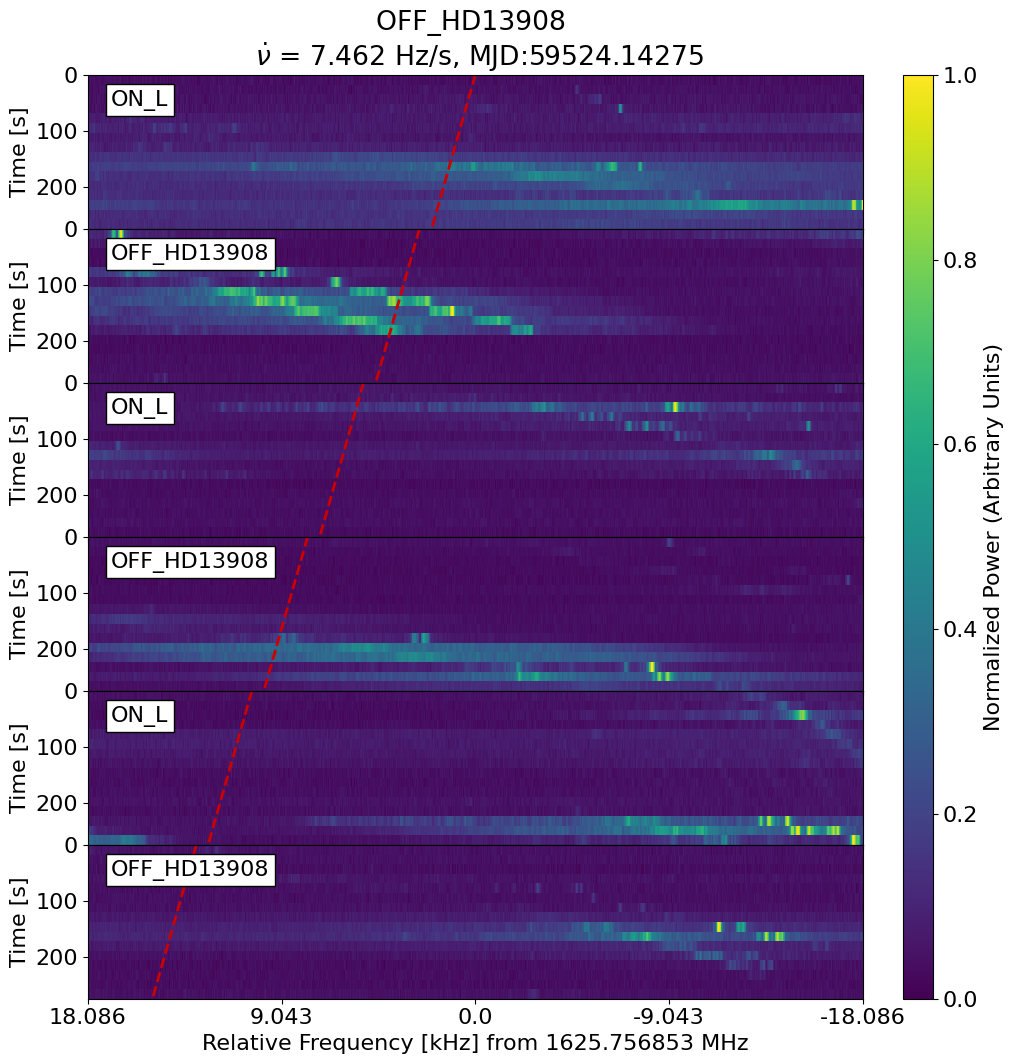 OFF_HD13908
ν̇ = 7.462 Hz/s, MJD:59524.14275
ON_L
OFF_HD13908
ON_L
OFF_HD13908
ON_L
OFF_HD13908
0
100
200
0
100
200
0
100
200
0
100
200
0
100
200
0
100
200
Time [s]
Time [s]
Time [s]
Time [s]
Time [s]
Time [s]
18.086 9.043 0.0 -9.043 -18.086
Relative Frequency [kHz] from 1625.756853 MHz
1.0
0.8
0.6
0.4
0.2
0.0
Normalized Power (Arbitrary Units)